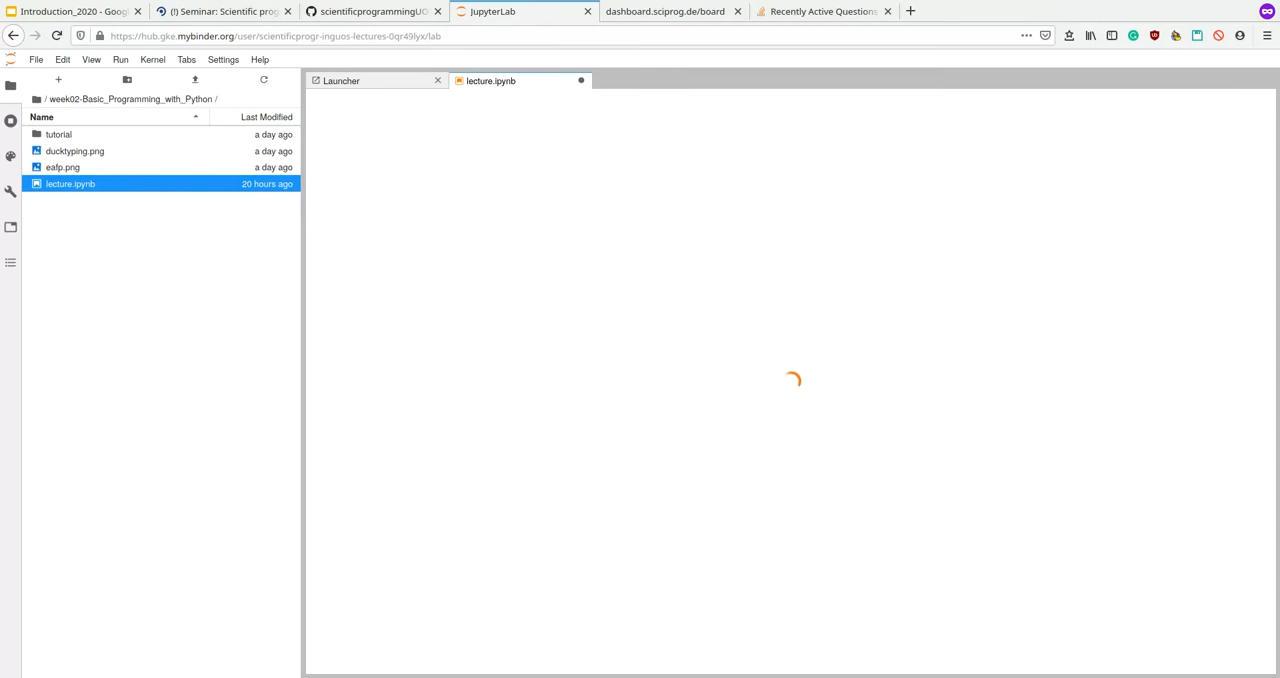 Introduction_2020 - Googl
(!) Seminar: Scientific prog
scientificprogrammingUO
JupyterLab
dashboard.sciprog.de/board
Recently Active Questions
https://hub.gke.mybinder.org/user/scientificprogr-inguos-lectures-0qr49lyx/lab
File Edit View Run Kernel Tabs Settings Help
Launcher
lecture.ipynb
/ week02-Basic_Programming_with_Python /
Name Last Modified
tutorial a day ago
ducktyping.png a day ago
eafp.png a day ago
lecture.ipynb 20 hours ago